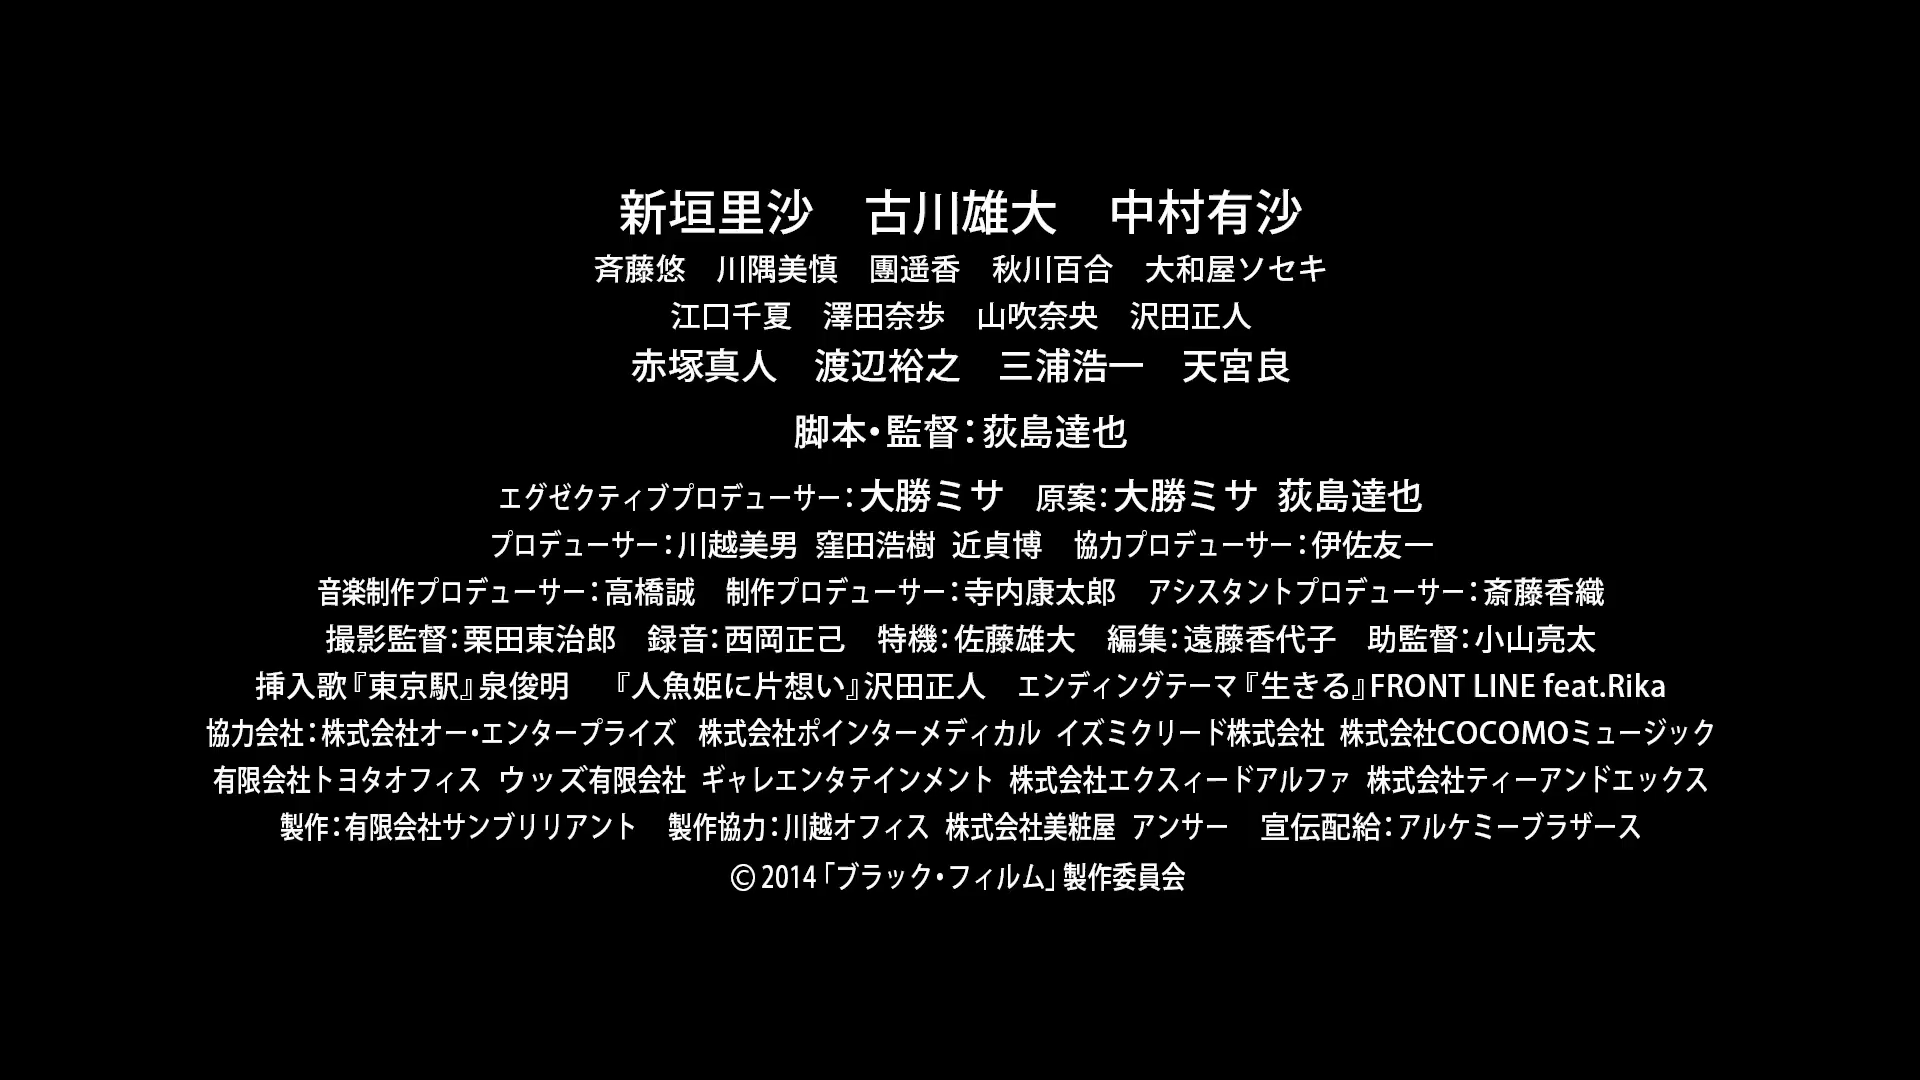 新垣里沙　古川雄大　中村有沙
斉藤悠　川隅美慎　團遥香　秋川百合　大和屋ソセキ
江口千夏　澤田奈歩　山吹奈央　沢田正人
赤塚真人　渡辺裕之　三浦浩一　天宮良
脚本・監督：荻島達也
エグゼクティブプロデューサー：大勝ミサ　原案：大勝ミサ 荻島達也
プロデューサー：川越美男 窪田浩樹 近貞博　協力プロデューサー：伊佐友一
音楽制作プロデューサー：高橋誠　制作プロデューサー：寺内康太郎　アシスタントプロデューサー：斎藤香織
撮影監督：栗田東治郎　録音：西岡正己　特機：佐藤雄大　編集：遠藤香代子　助監督：小山亮太
挿入歌『東京駅』泉俊明　『人魚姫に片想い』沢田正人　エンディングテーマ『生きる』FRONT LINE feat.Rika
協力会社：株式会社オー・エンタープライズ 株式会社ポインターメディカル イズミクリード株式会社 株式会社COCOMOミュージック
有限会社トヨタオフィス ウッズ有限会社 ギャレエンタテインメント 株式会社エクスィードアルファ 株式会社ティーアンドエックス
製作：有限会社サンブリリアント　製作協力：川越オフィス 株式会社美粧屋 アンサー　宣伝配給：アルケミーブラザース
© 2014「ブラック・フィルム」製作委員会